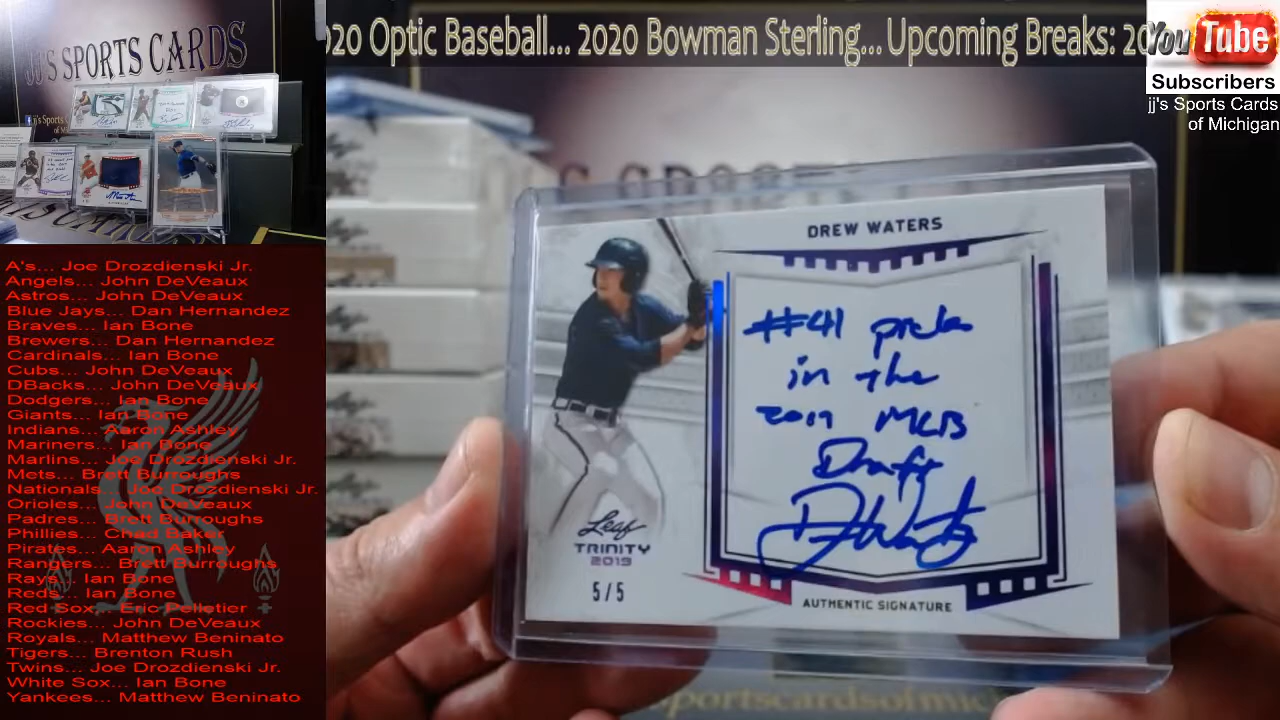 020 Optic Baseball... 2020 Bowman Sterling... Upcoming Breaks: 20
You Tube
Subscribers
jj's Sports Cards
of Michigan
JJ'S SPORTS CARDS
A's... Joe Drozdienski Jr.
Angels... John DeVeaux
Astros... John DeVeaux
Blue Jays... Dan Hernandez
Braves... Ian Bone
Brewers... Dan Hernandez
Cardinals... Ian Bone
Cubs... John DeVeaux
DBacks... John DeVeaux
Dodgers... Ian Bone
Giants... Ian Bone
Indians... Aaron Ashley
Mariners... Ian Bone
Marlins... Joe Drozdienski Jr.
Mets... Brett Burroughs
Nationals... Joe Drozdienski Jr.
Orioles... John DeVeaux
Padres... Brett Burroughs
Phillies... Chad Baker
Pirates... Aaron Ashley
Rangers... Brett Burroughs
Rays... Ian Bone
Reds... Ian Bone
Red Sox... Eric Pelletier
Rockies... John DeVeaux
Royals... Matthew Beninato
Tigers... Brenton Rush
Twins... Joe Drozdienski Jr.
White Sox... Ian Bone
Yankees... Matthew Beninato
DREW WATERS
#41 pick
in the
2017 MLB
Draft
Leaf
TRINITY
2019
5/5
AUTHENTIC SIGNATURE
portscardsofmich